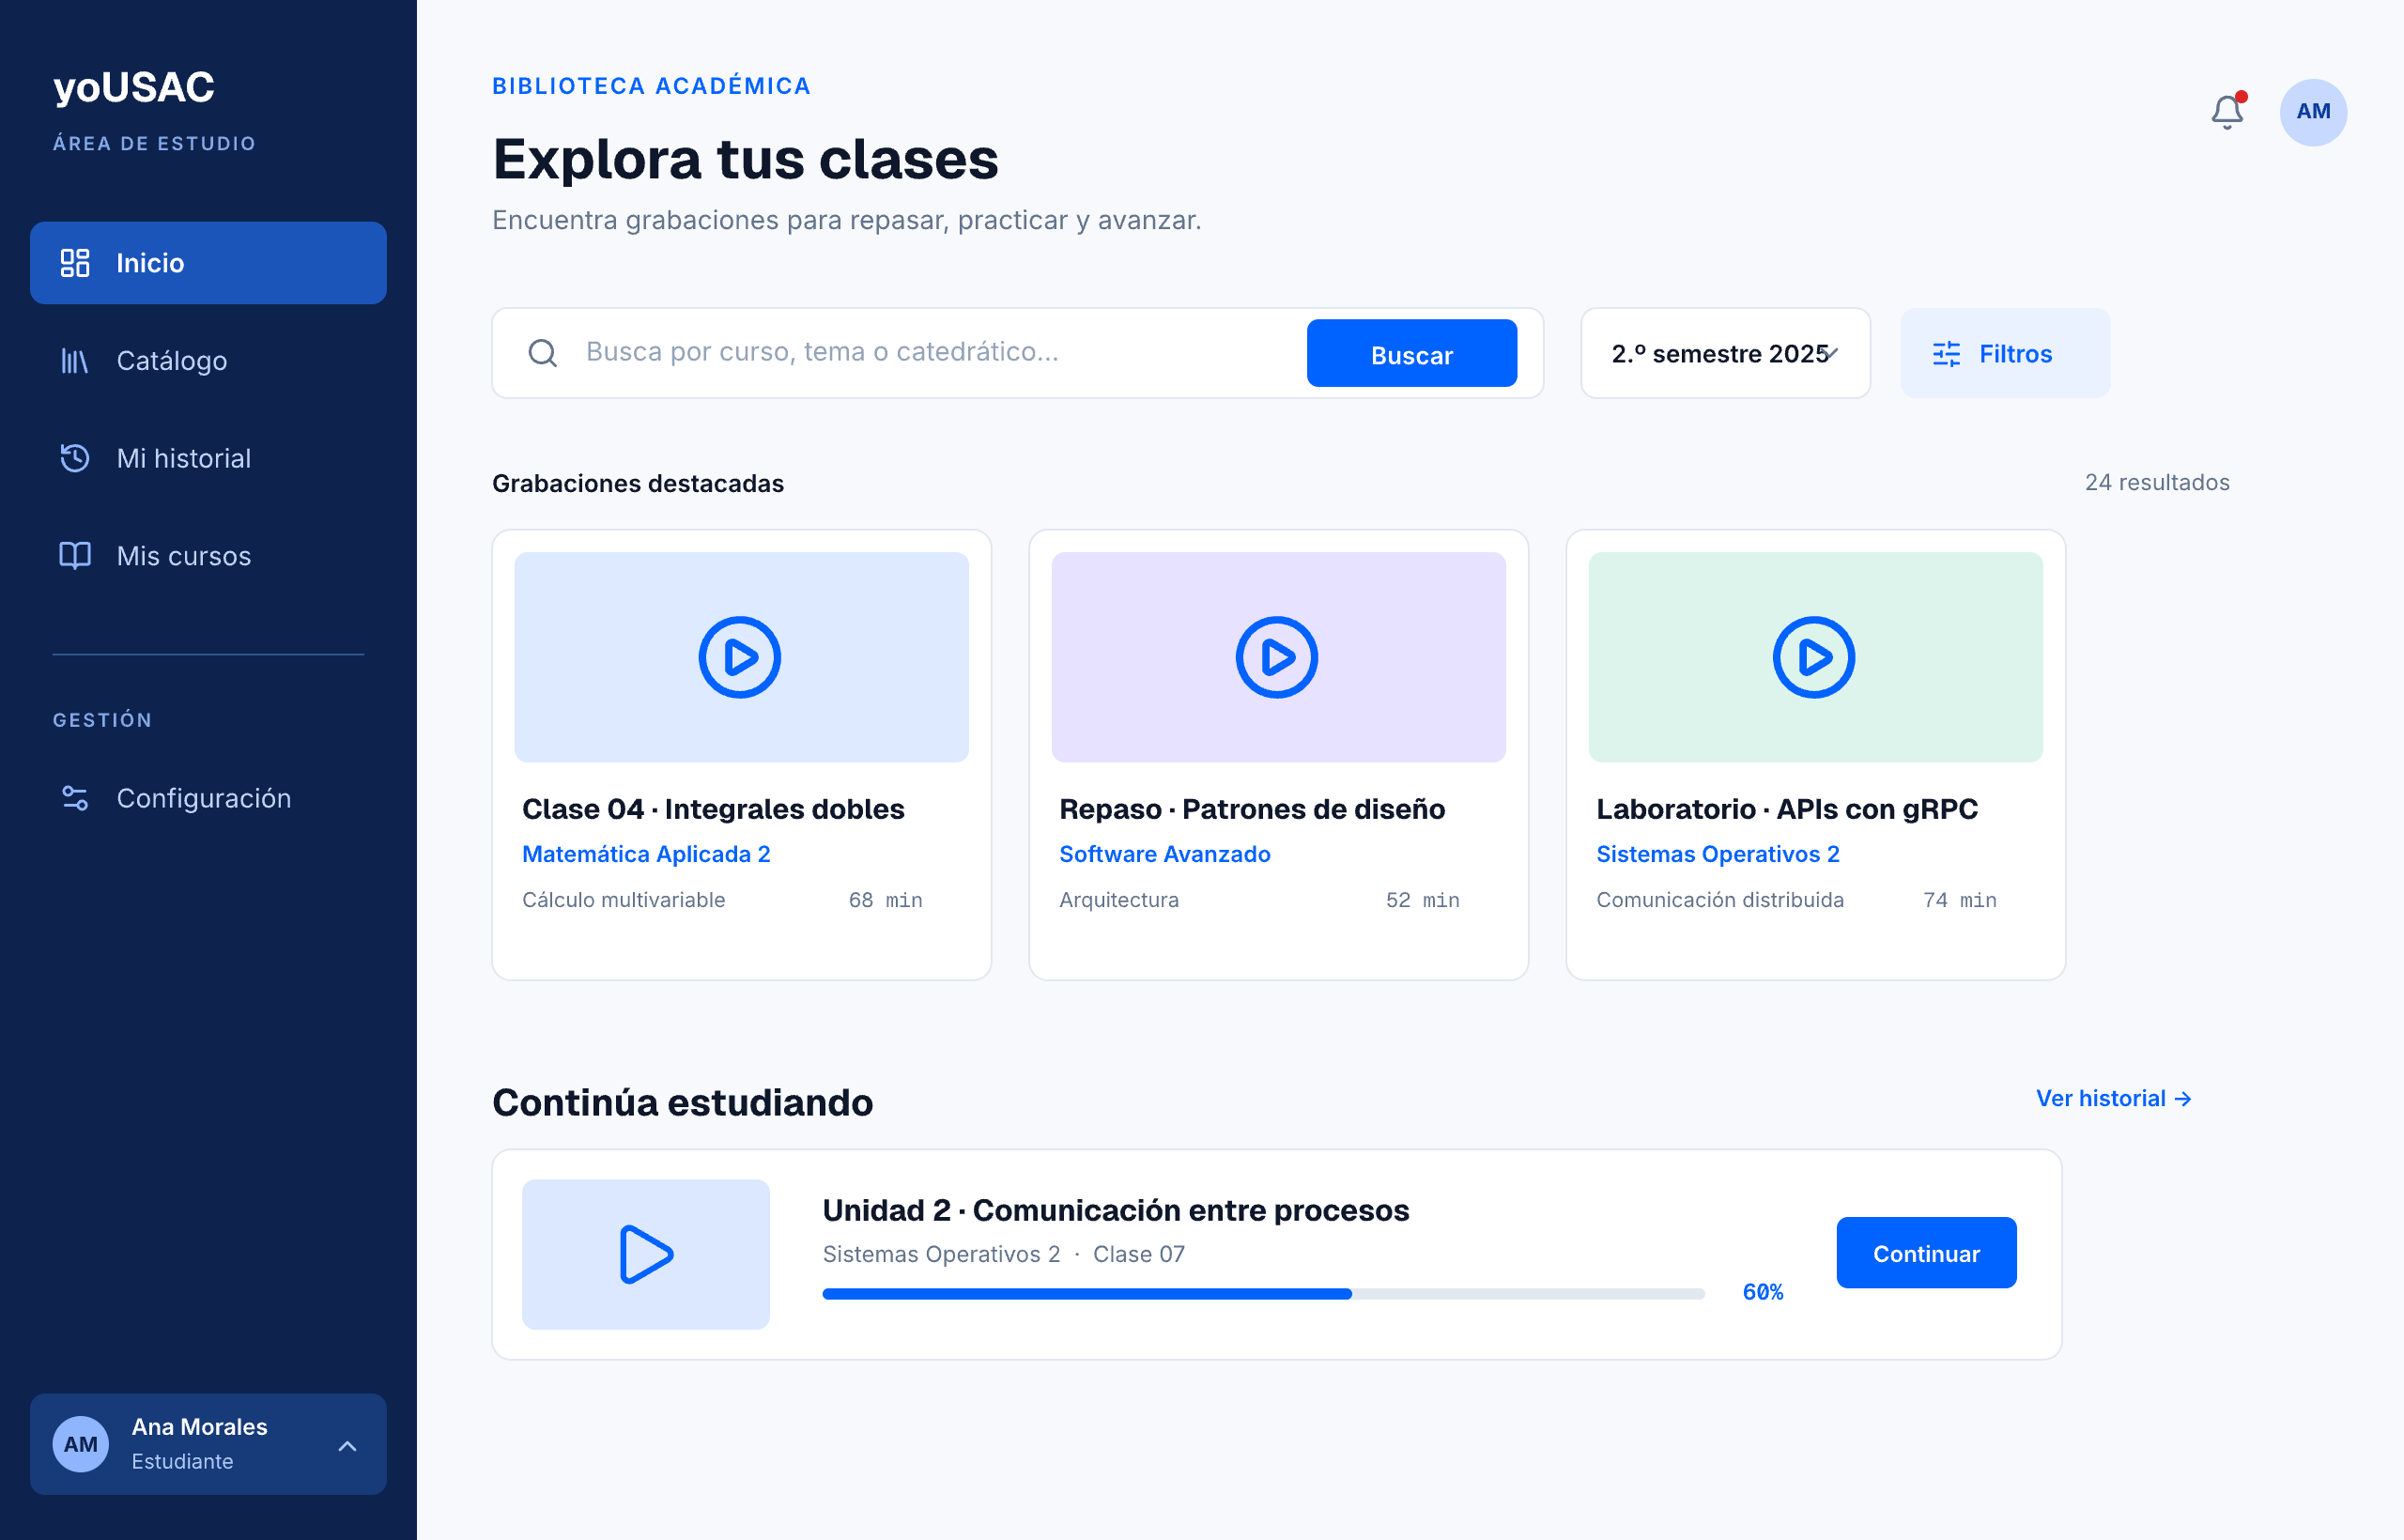 yoUSAC
ÁREA DE ESTUDIO
Inicio
Catálogo
Mi historial
Mis cursos
GESTIÓN
Configuración
AM
Ana Morales
Estudiante
BIBLIOTECA ACADÉMICA
AM
Explora tus clases
Encuentra grabaciones para repasar, practicar y avanzar.
Busca por curso, tema o catedrático...
Buscar
2.º semestre 2025
Filtros
Grabaciones destacadas
24 resultados
Clase 04 · Integrales dobles
Matemática Aplicada 2
Cálculo multivariable 68 min
Repaso · Patrones de diseño
Software Avanzado
Arquitectura 52 min
Laboratorio · APIs con gRPC
Sistemas Operativos 2
Comunicación distribuida 74 min
Continúa estudiando
Ver historial →
Unidad 2 · Comunicación entre procesos
Sistemas Operativos 2 · Clase 07
60%
Continuar